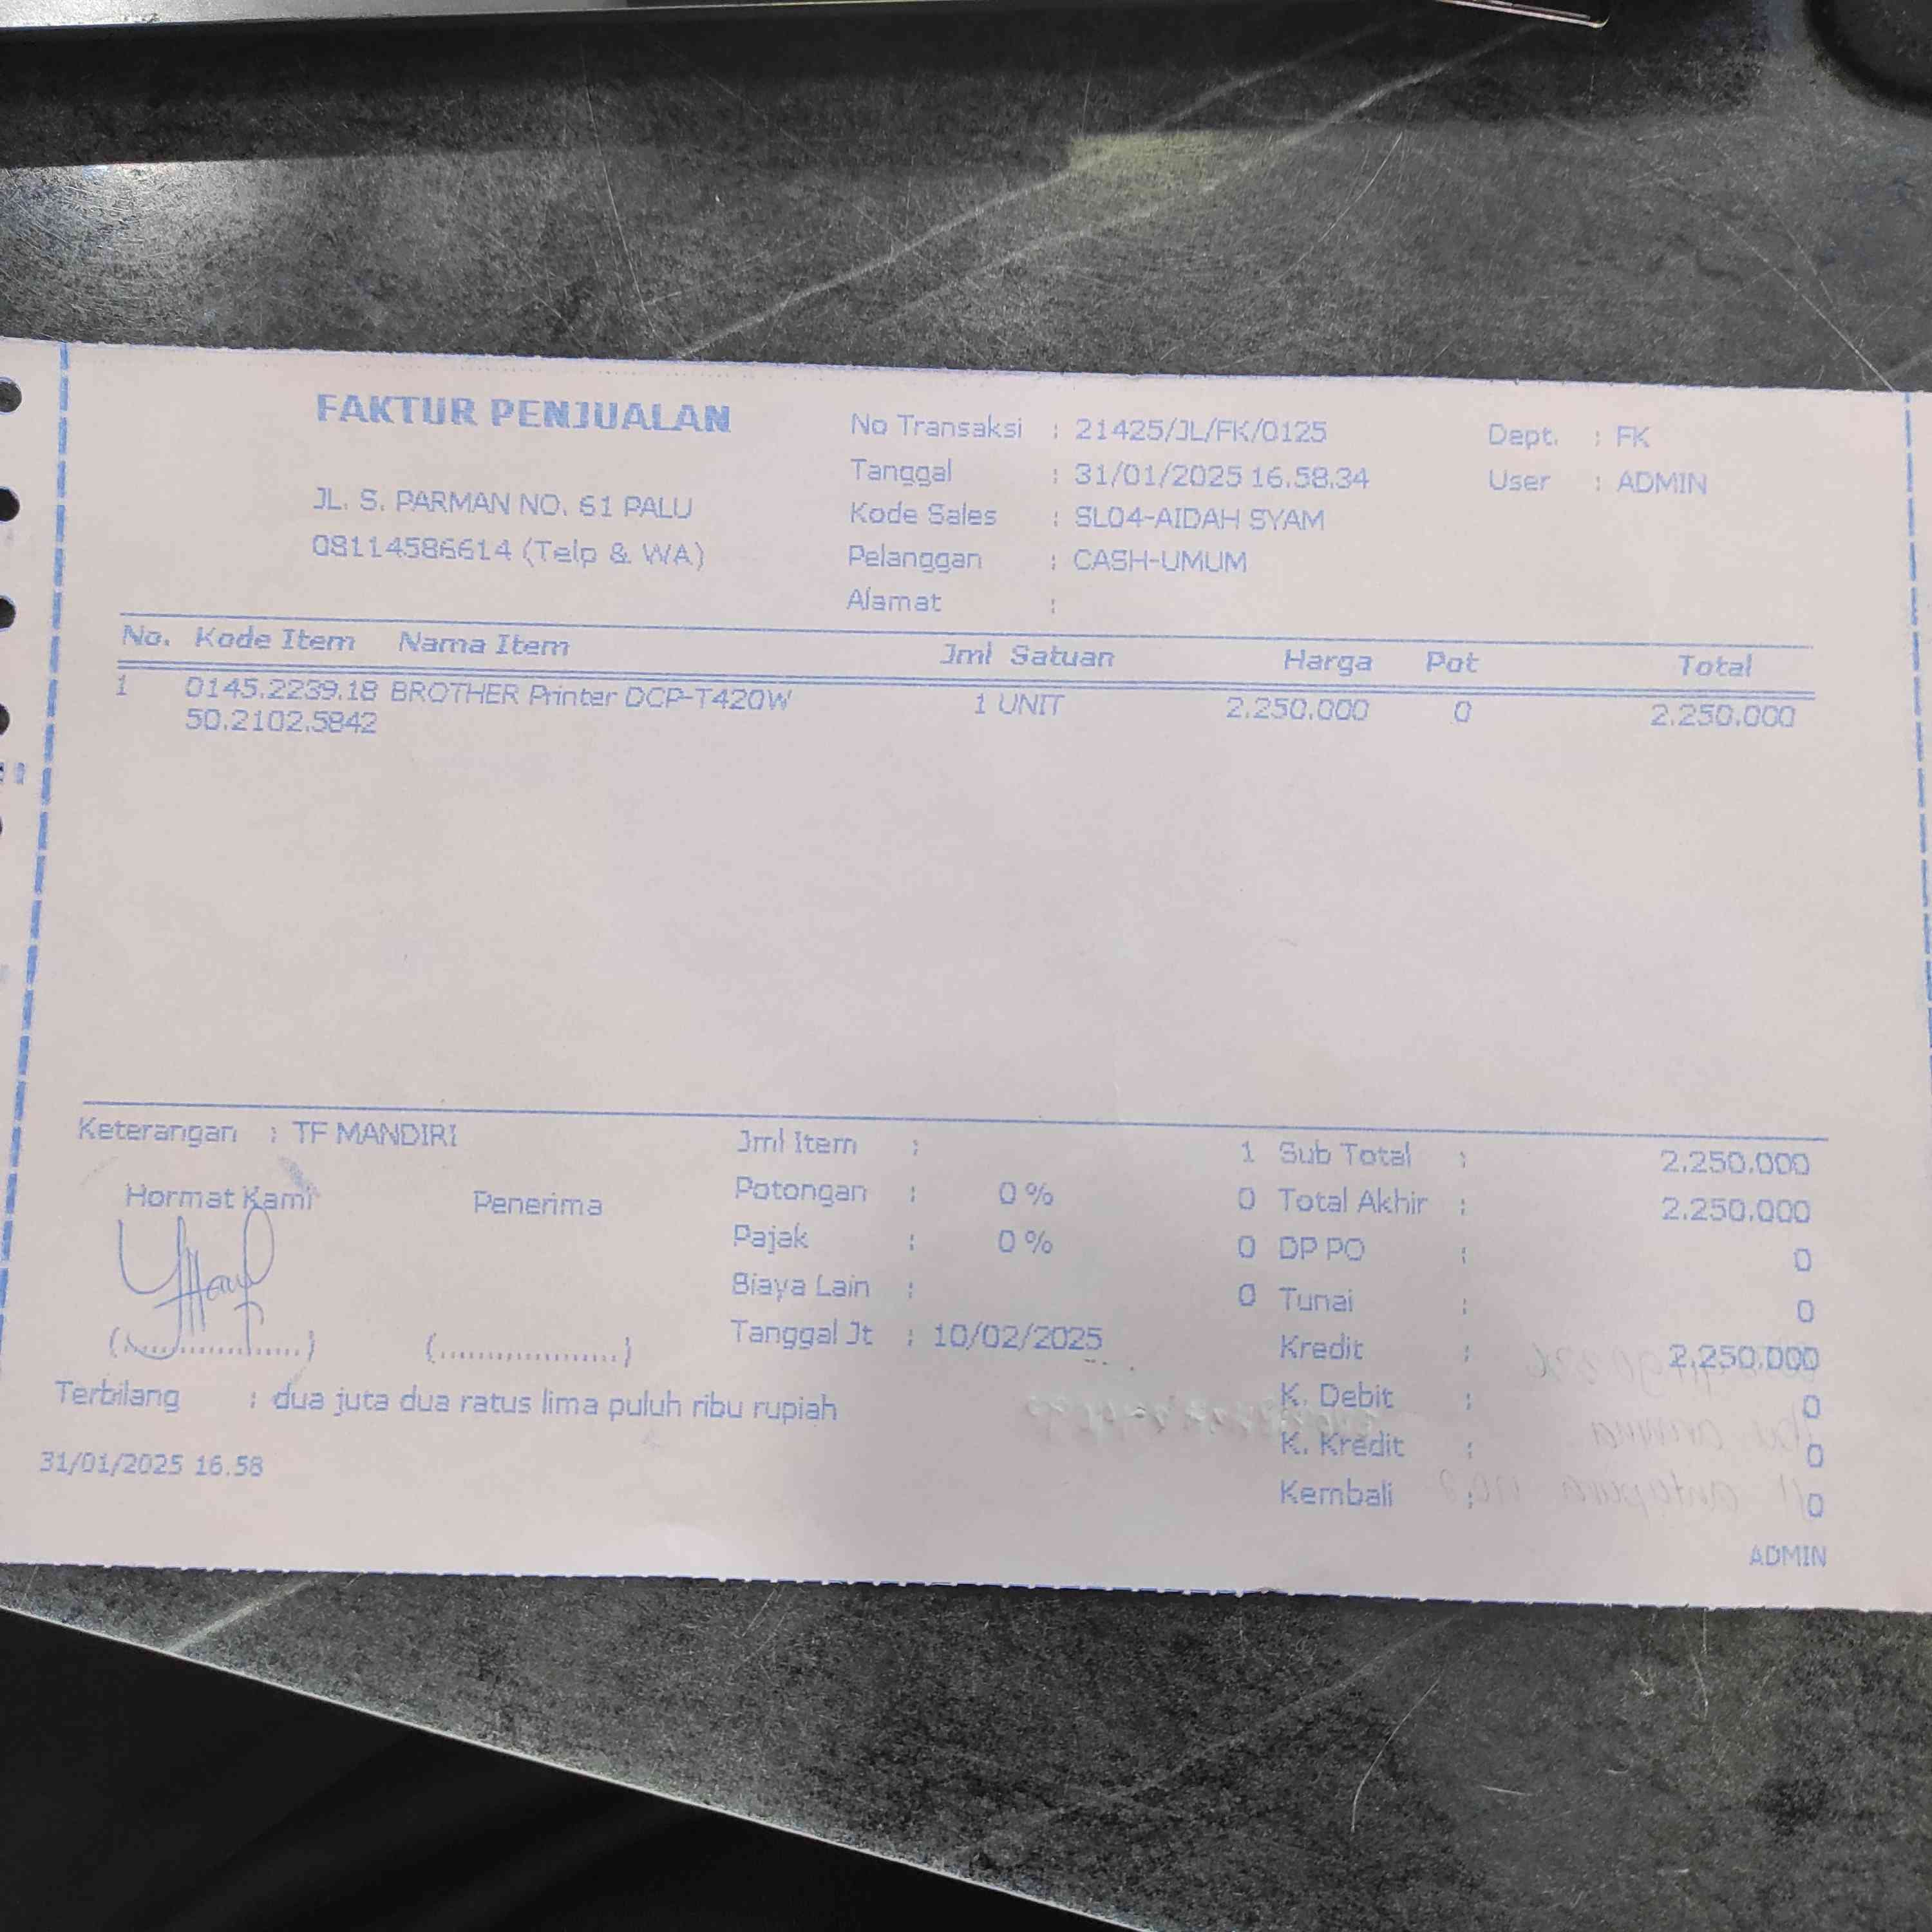 FAKTUR PENJUALAN
JL. S. PARMAN NO. 61 PALU
08114586614 (Telp & WA)
No Transaksi : 21425/JL/FK/0125
Tanggal : 31/01/2025 16.58.34
Kode Sales : SL04-AIDAH SYAM
Pelanggan : CASH-UMUM
Alamat :
Dept. : FK
User : ADMIN
No. Kode Item Nama Item Jml Satuan Harga Pot Total
1 0145.2239.18 BROTHER Printer DCP-T420W 1 UNIT 2.250.000 0 2.250.000
50.2102.5842
Keterangan : TF MANDIRI
Hormat Kami Penerima
(....................) (....................)
Jml Item : 1
Potongan : 0 % 0
Pajak : 0 % 0
Biaya Lain : 0
Tanggal Jt : 10/02/2025
Sub Total : 2.250.000
Total Akhir : 2.250.000
DP PO : 0
Tunai : 0
Kredit : 2.250.000
K. Debit : 0
K. Kredit : 0
Kembali : 0
Terbilang : dua juta dua ratus lima puluh ribu rupiah
31/01/2025 16.58
ADMIN